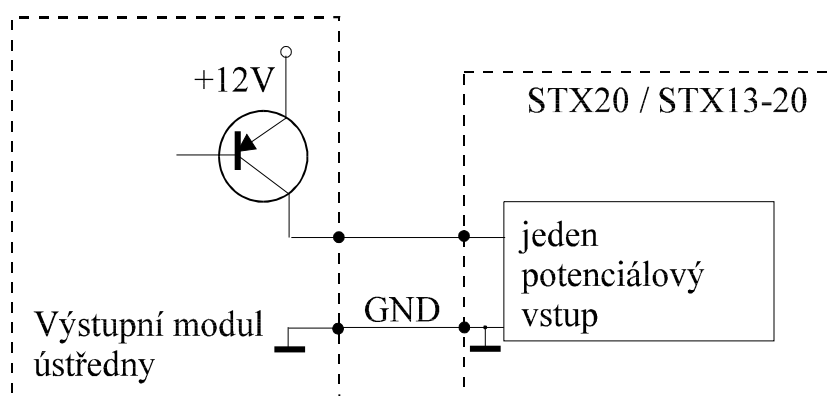 +12V
STX20 / STX13-20
jeden
potenciálový
vstup
GND
Výstupní modul
ústředny